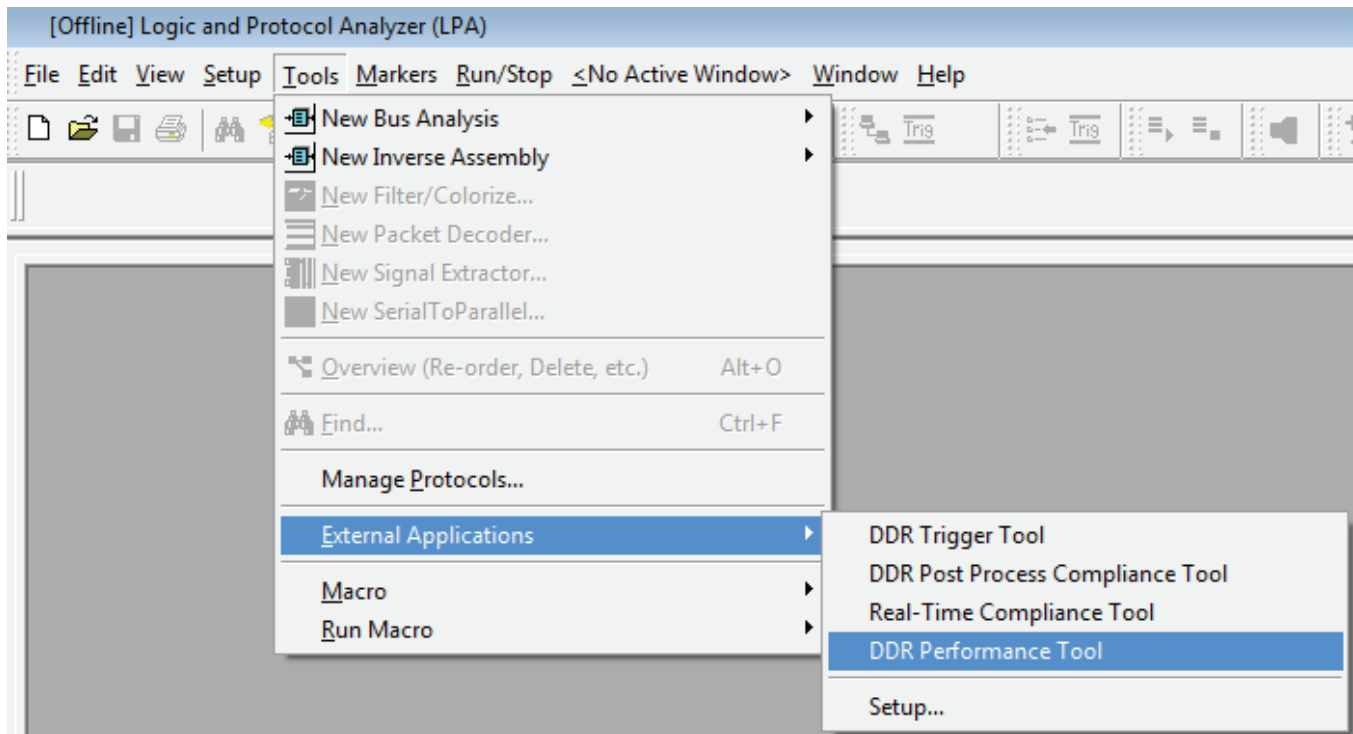 [Offline] Logic and Protocol Analyzer (LPA)
File Edit View Setup Tools Markers Run/Stop <No Active Window> Window Help
New Bus Analysis
Trig Trig
New Inverse Assembly
New Filter/Colorize...
New Packet Decoder...
New Signal Extractor...
New SerialToParallel...
Overview (Re-order, Delete, etc.) Alt+O
Find... Ctrl+F
Manage Protocols...
External Applications
Macro
Run Macro
DDR Trigger Tool
DDR Post Process Compliance Tool
Real-Time Compliance Tool
DDR Performance Tool
Setup...